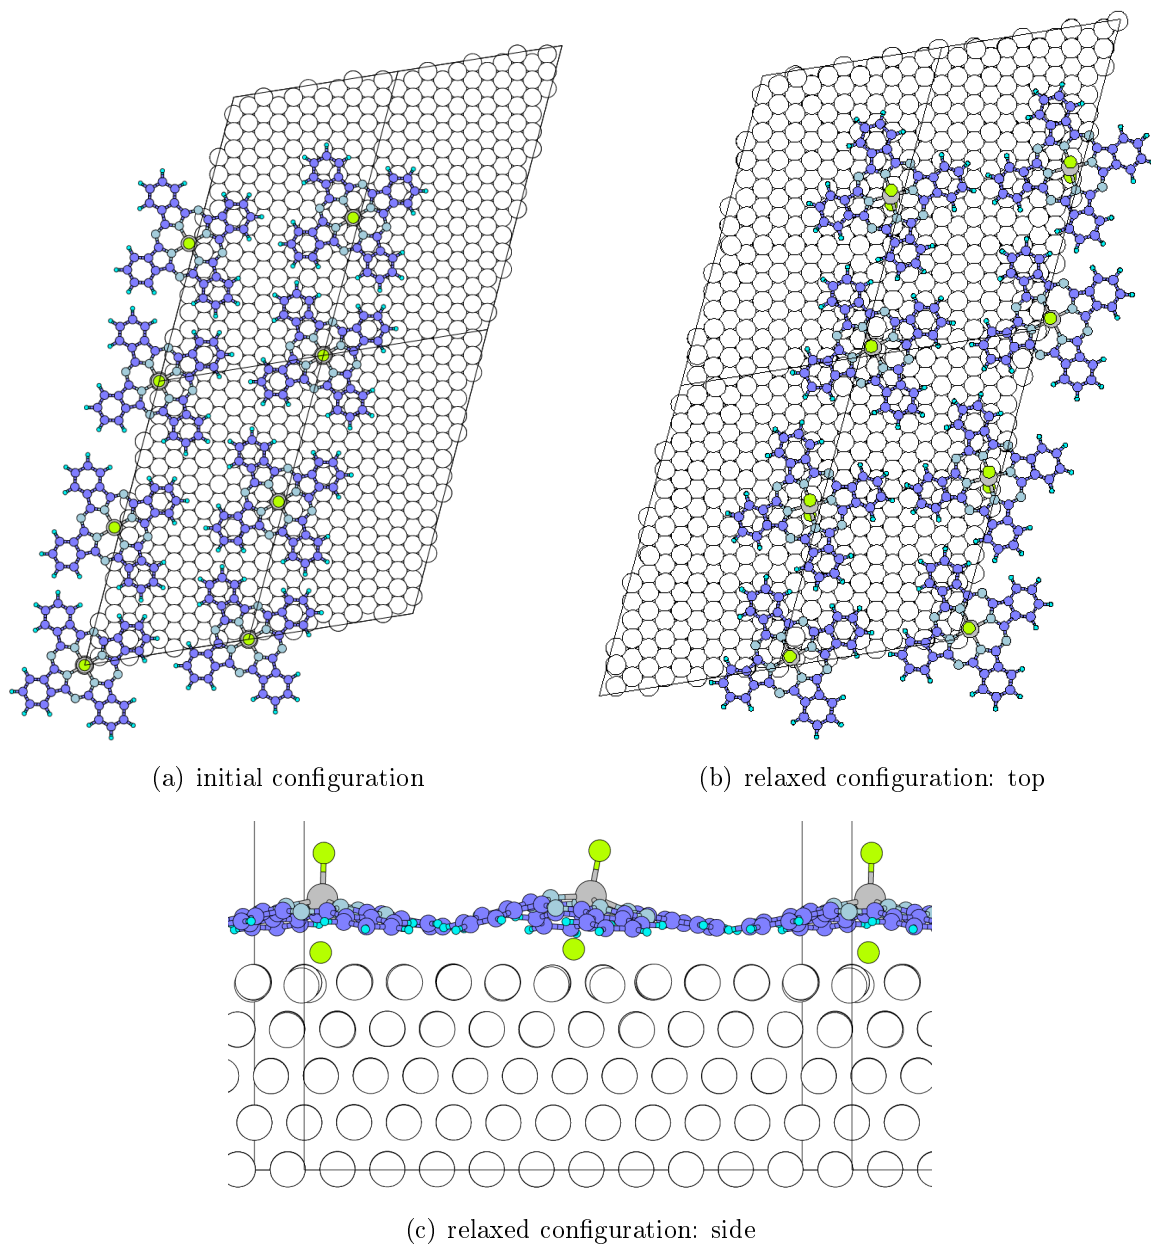 (a) initial configuration
(b) relaxed configuration: top
(c) relaxed configuration: side